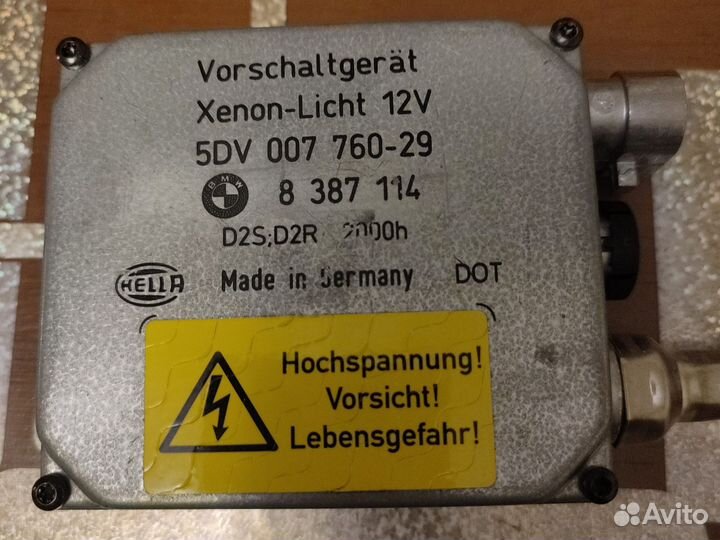 Vorschaltgerät
Xenon-Licht 12V
5DV 007 760-29
BMW 8 387 114
D2S;D2R 2000h
HELLA Made in Germany DOT
Hochspannung!
Vorsicht!
Lebensgefahr!
Avito